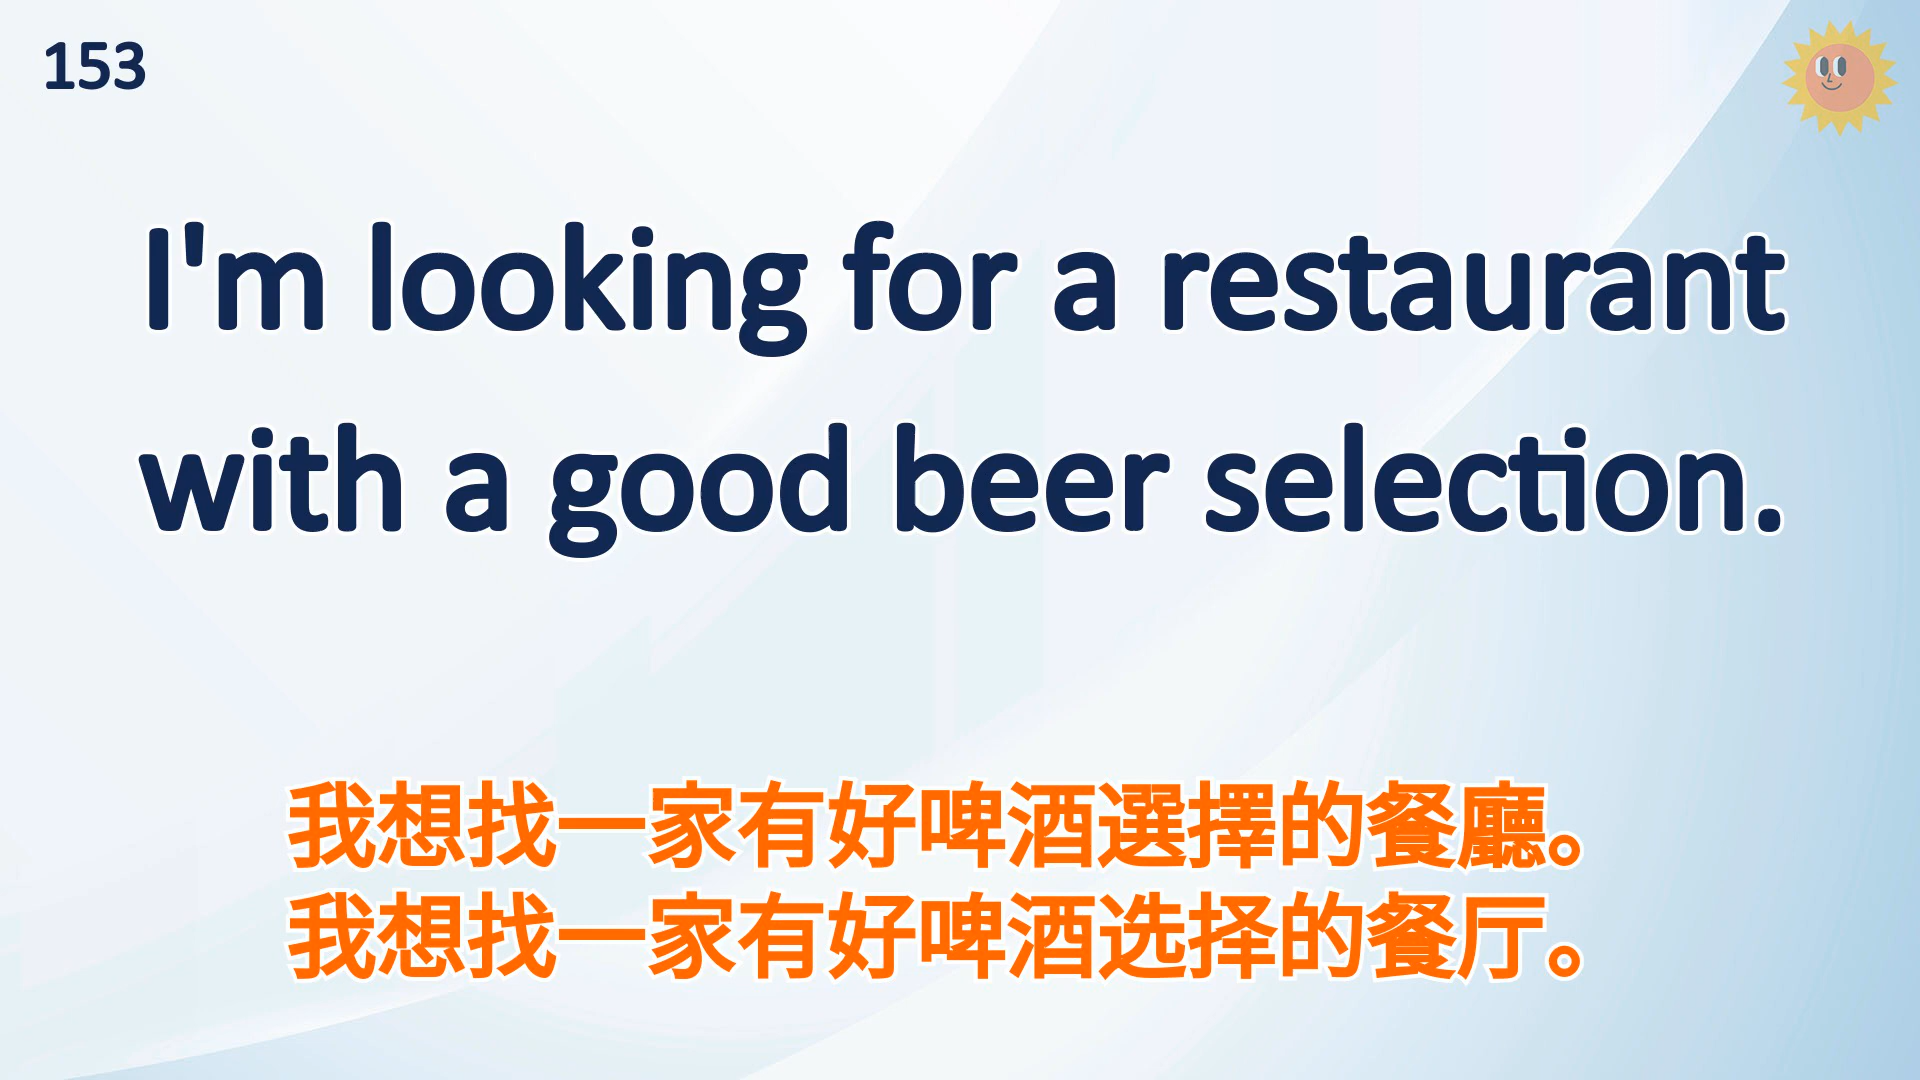 153
I'm looking for a restaurant
with a good beer selection.
我想找一家有好啤酒選擇的餐廳。
我想找一家有好啤酒选择的餐厅。